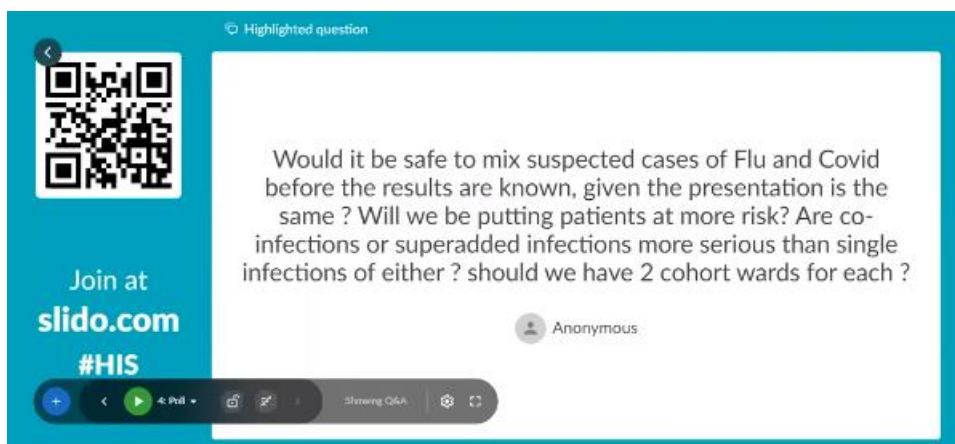 Highlighted question
Would it be safe to mix suspected cases of Flu and Covid
before the results are known, given the presentation is the
same ? Will we be putting patients at more risk? Are co-
infections or superadded infections more serious than single
infections of either ? should we have 2 cohort wards for each ?
Anonymous
Join at
slido.com
#HIS
4: Poll
Showing Q&A